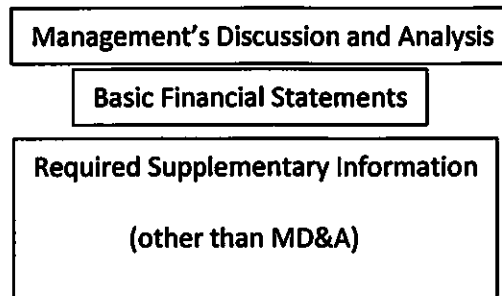 Management's Discussion and Analysis
Basic Financial Statements
Required Supplementary Information
(other than MD&A)